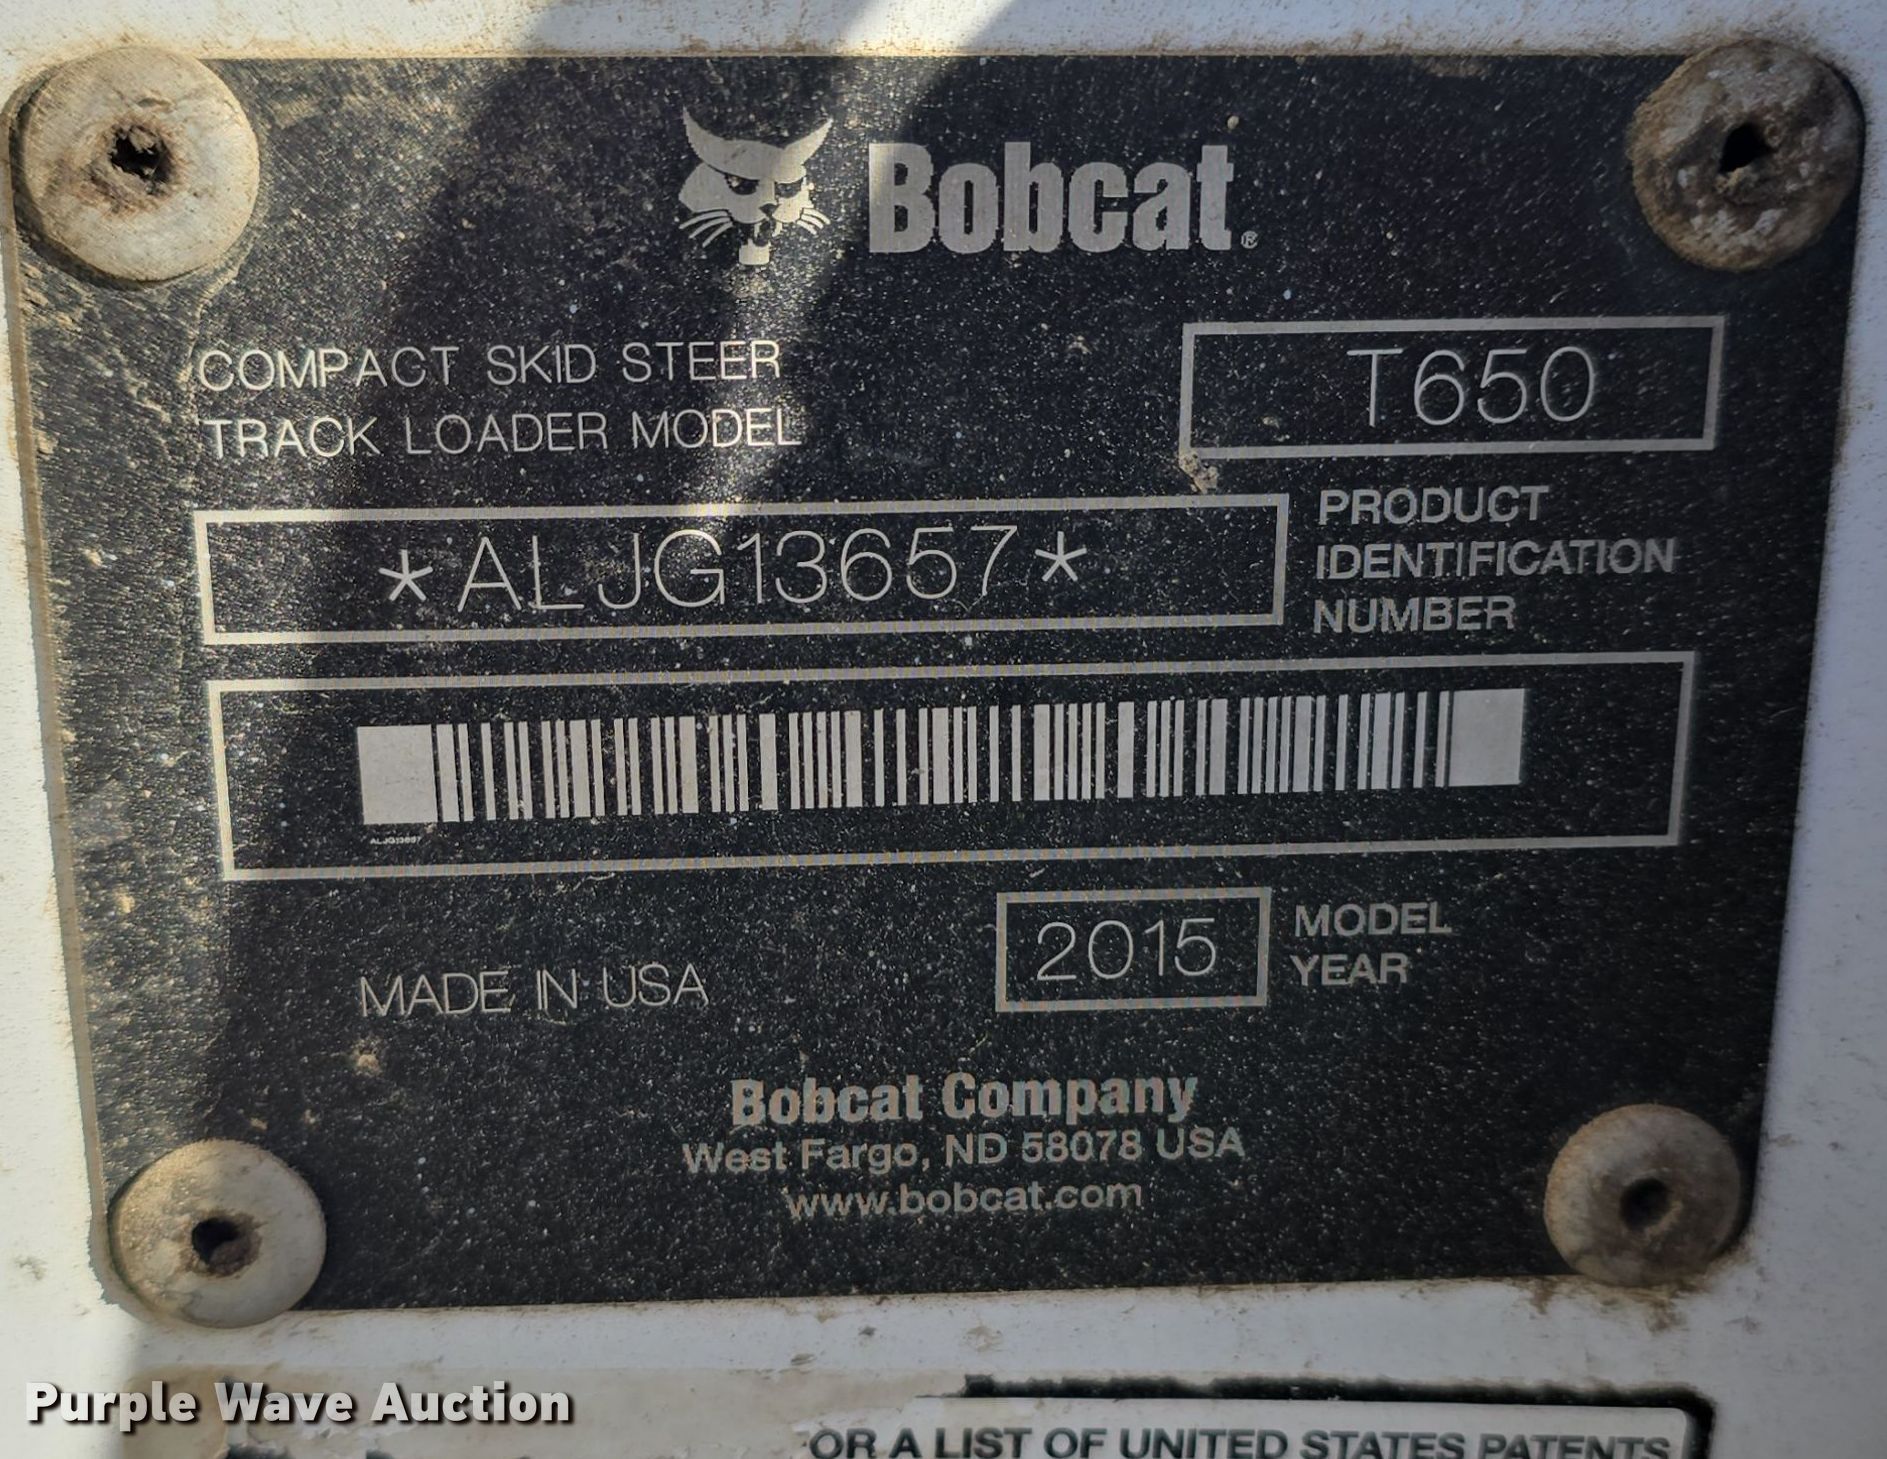 Bobcat®
COMPACT SKID STEER
TRACK LOADER MODEL
T650
*ALJG13657*
PRODUCT
IDENTIFICATION
NUMBER
ALJG13657
MADE IN USA
2015
MODEL
YEAR
Bobcat Company
West Fargo, ND 58078 USA
www.bobcat.com
Purple Wave Auction
OR A LIST OF UNITED STATES PATENTS